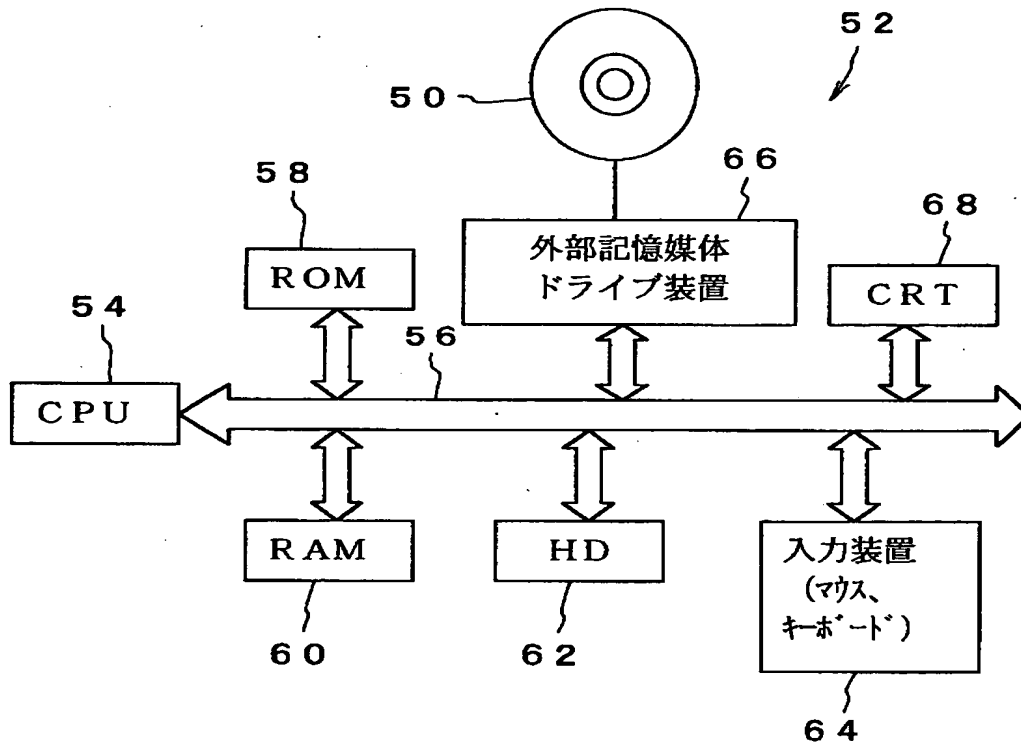 ５２
５０
６６
５８
６８
外部記憶媒体
ドライブ装置
ROM
CRT
５４
５６
CPU
RAM
HD
入力装置
(ﾏｳｽ、
ｷｰﾎﾞｰﾄﾞ)
６０
６２
６４